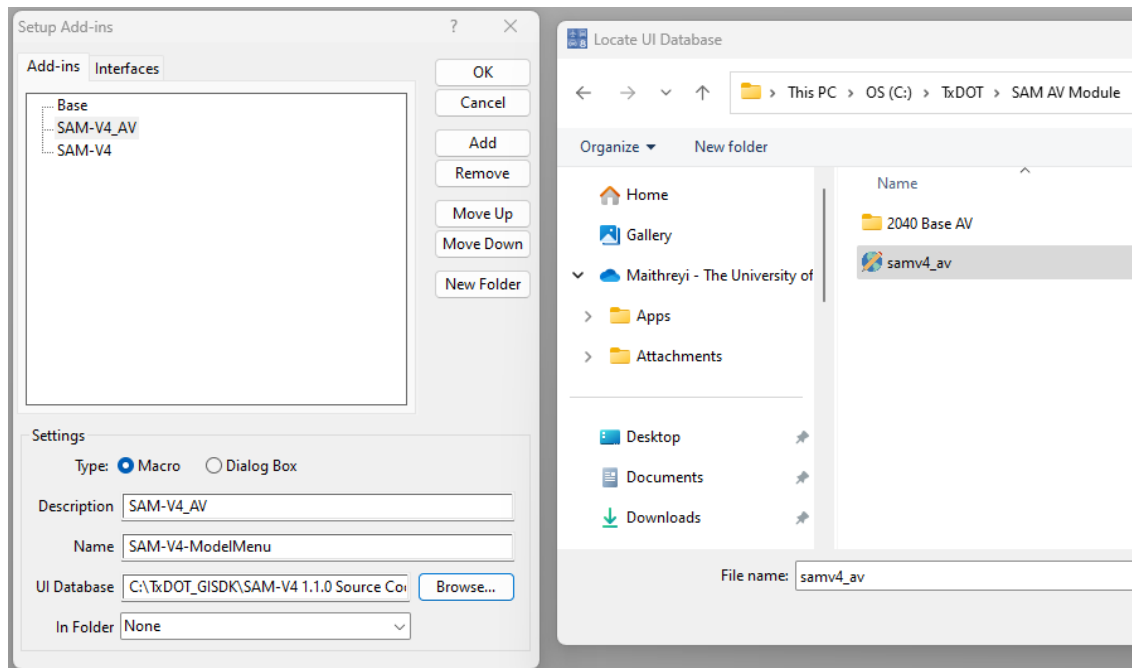 Setup Add-ins
Add-ins Interfaces
Base
SAM-V4_AV
SAM-V4
OK
Cancel
Add
Remove
Move Up
Move Down
New Folder
Settings
Type: Macro Dialog Box
Description SAM-V4_AV
Name SAM-V4-ModelMenu
UI Database C:\TxDOT_GISDK\SAM-V4 1.1.0 Source Co Browse...
In Folder None
Locate UI Database
This PC > OS (C:) > TxDOT > SAM AV Module
Organize New folder
Home
Gallery
Maithreyi - The University of
Apps
Attachments
Desktop
Documents
Downloads
Name
2040 Base AV
samv4_av
File name: samv4_av